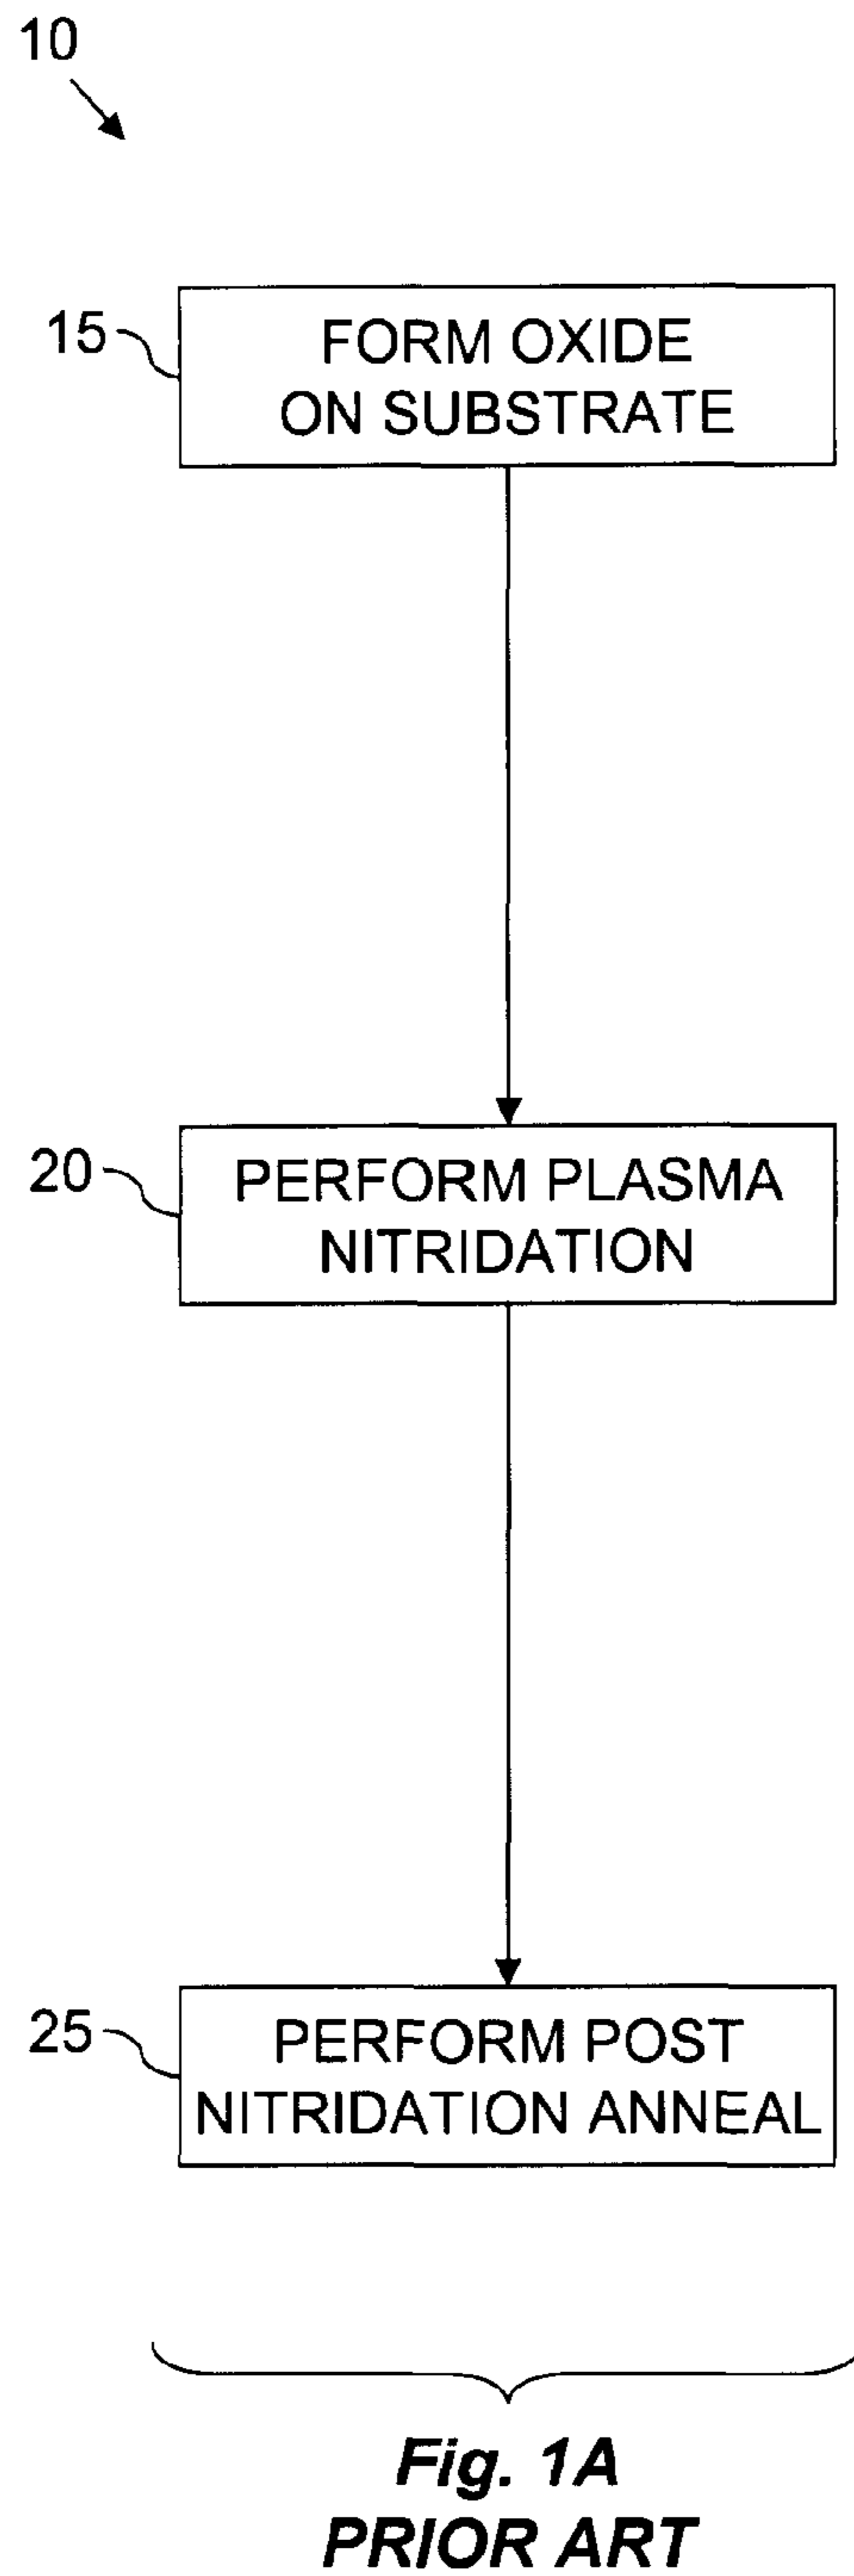 10
15
FORM OXIDE
ON SUBSTRATE
20
PERFORM PLASMA
NITRIDATION
25
PERFORM POST
NITRIDATION ANNEAL
Fig. 1A
PRIOR ART